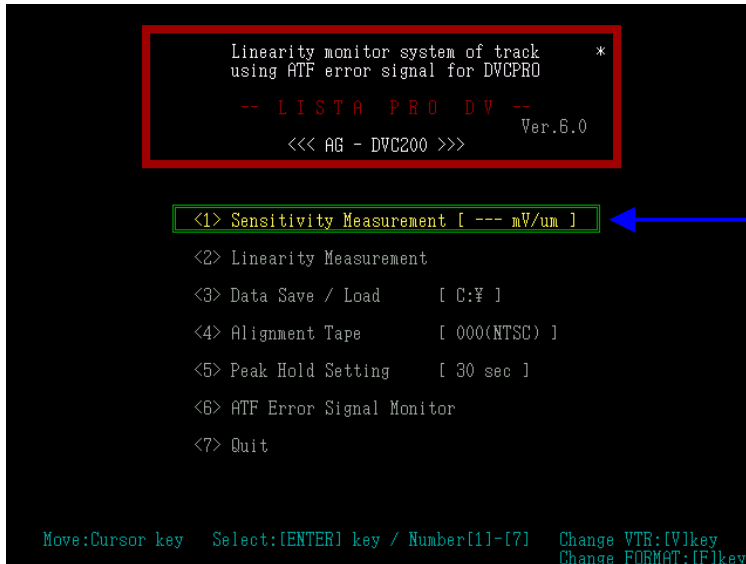 Linearity monitor system of track *
using ATF error signal for DVCPRO
-- L I S T A  P R O  D V --
Ver.6.0
<<< AG - DVC200 >>>
<1> Sensitivity Measurement [ --- mV/um ]
<2> Linearity Measurement
<3> Data Save / Load [ C:¥ ]
<4> Alignment Tape [ 000(NTSC) ]
<5> Peak Hold Setting [ 30 sec ]
<6> ATF Error Signal Monitor
<7> Quit
Move:Cursor key Select:[ENTER] key / Number[1]-[7] Change VTR:[V]key
Change FORMAT:[F]key